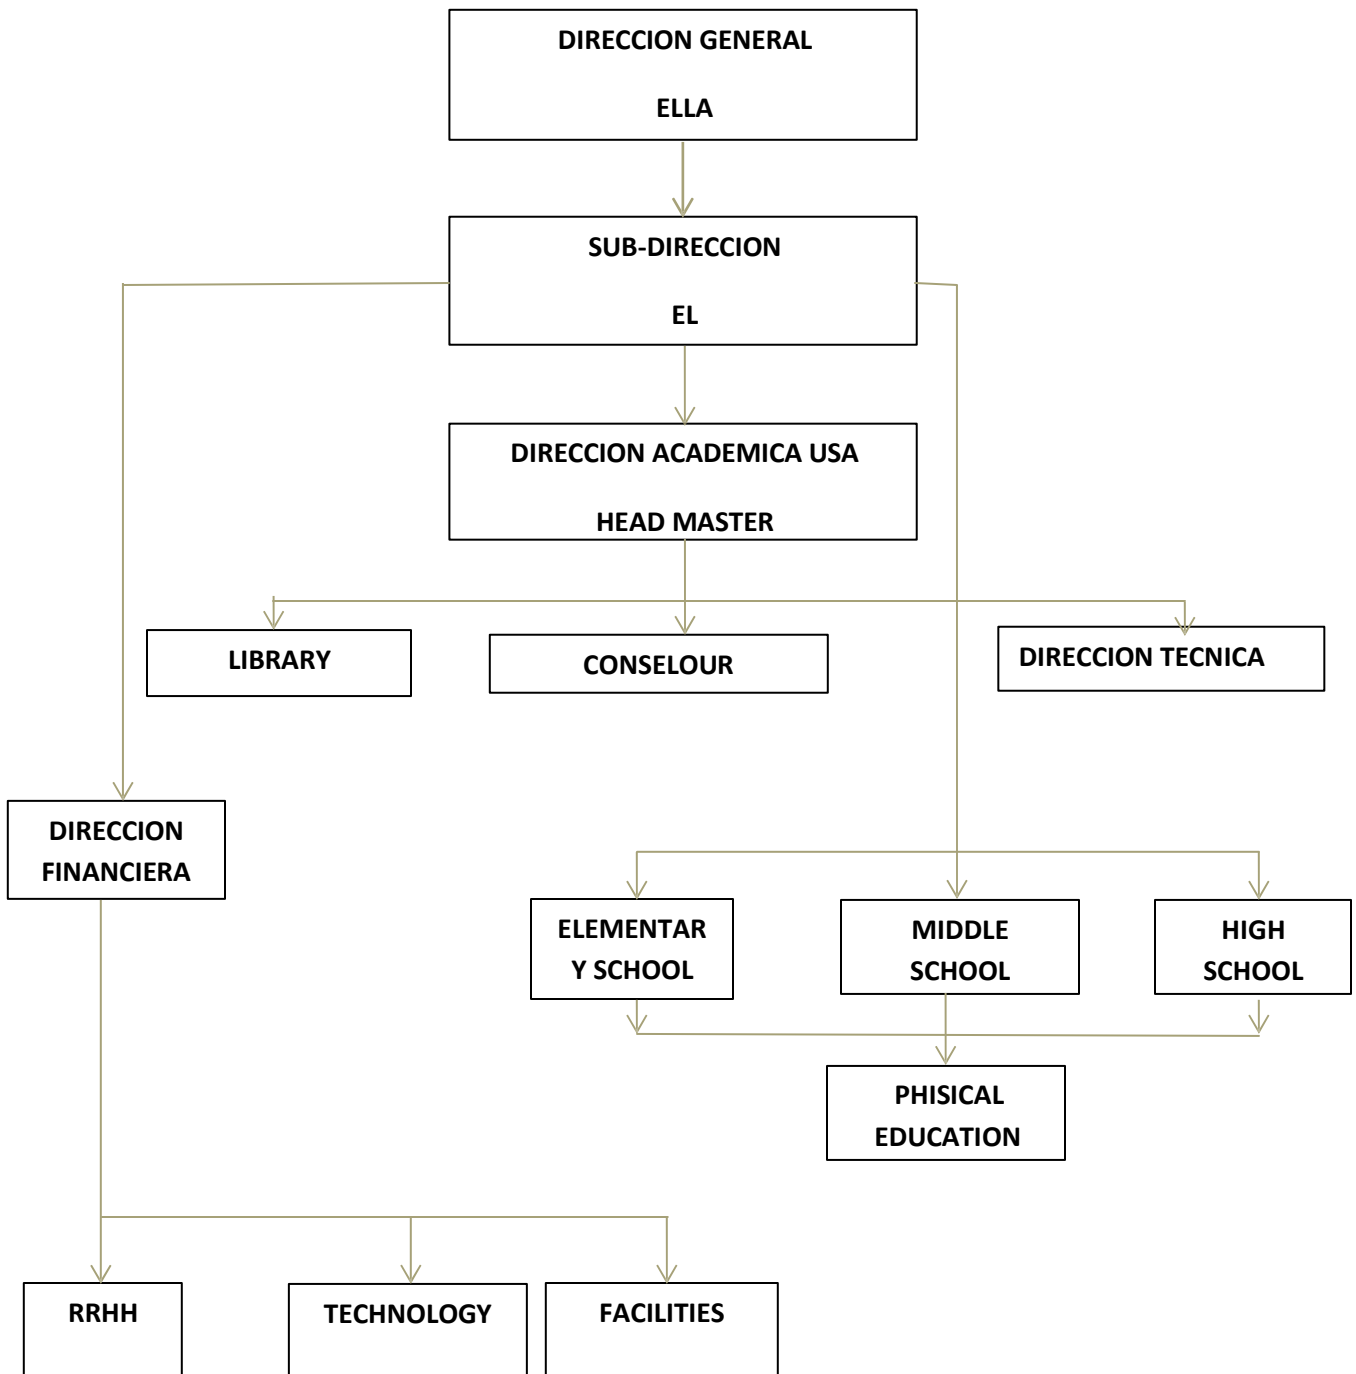 DIRECCION GENERAL
ELLA
SUB-DIRECCION
EL
DIRECCION ACADEMICA USA
HEAD MASTER
LIBRARY
CONSELOUR
DIRECCION TECNICA
DIRECCION
FINANCIERA
ELEMENTAR
Y SCHOOL
MIDDLE
SCHOOL
HIGH
SCHOOL
PHISICAL
EDUCATION
RRHH
TECHNOLOGY
FACILITIES